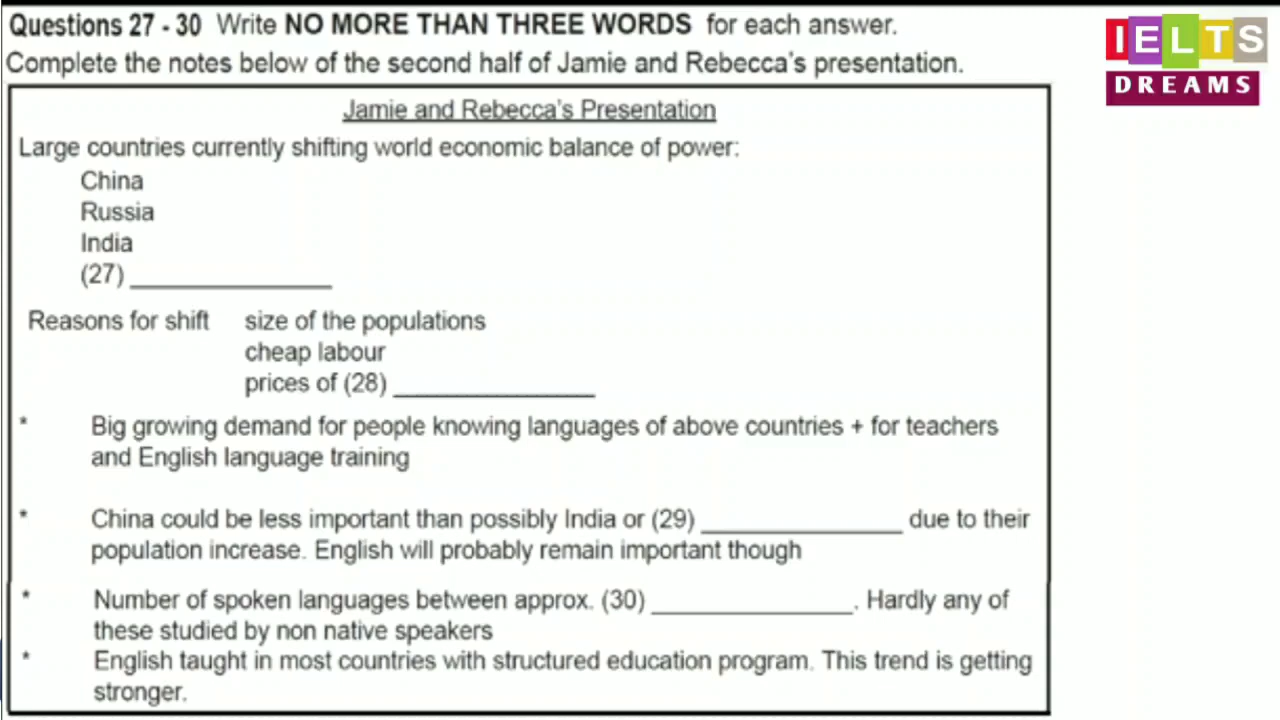 Questions 27 - 30 Write NO MORE THAN THREE WORDS for each answer.
Complete the notes below of the second half of Jamie and Rebecca's presentation.
IELTS
DREAMS
Jamie and Rebecca's Presentation
Large countries currently shifting world economic balance of power:
China
Russia
India
(27) _______________
Reasons for shift size of the populations
cheap labour
prices of (28) _______________
* Big growing demand for people knowing languages of above countries + for teachers
and English language training
* China could be less important than possibly India or (29) _______________ due to their
population increase. English will probably remain important though
* Number of spoken languages between approx. (30) _______________. Hardly any of
these studied by non native speakers
* English taught in most countries with structured education program. This trend is getting
stronger.